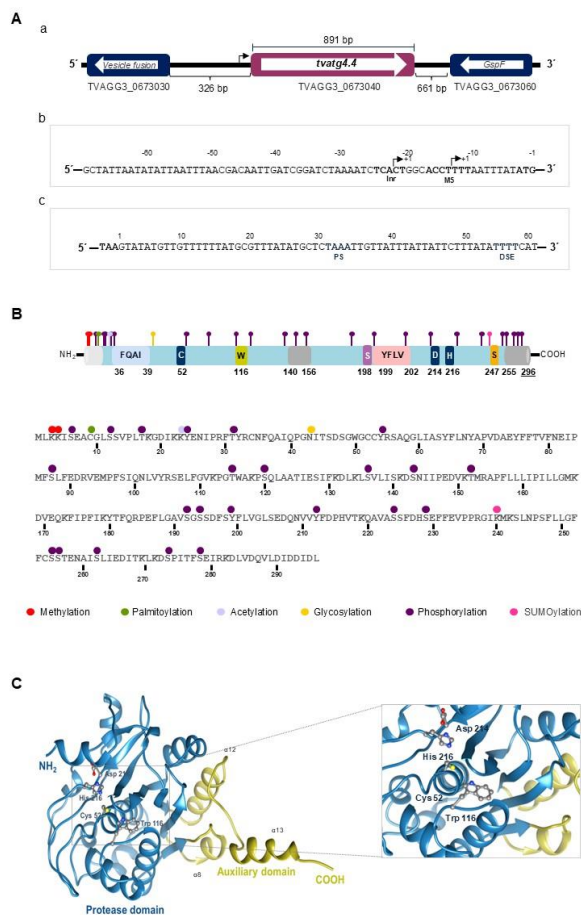 A
a
891 bp
5´
Vesicle fusion
tvatg4.4
GspF
3´
TVAGG3_0673030
326 bp
TVAGG3_0673040
661 bp
TVAGG3_0673060
b
-60 -50 -40 -30 -20 -10 -1
+1 +1
5´ GCTATTAATATATTAATTTAACGACAATTGATCGGATCTAAAATCTCACTGGCACCTTTTAATTTATATG 3´
Inr M5
c
1 10 20 30 40 50 60
5´ TAAGTATATGTTGTTTTTTATGCGTTTATATGCTCTAAATTGTTATTTATTATTCTTTATATTTTCAT 3´
PS DSE
B
NH2 FQAI C W S YFLV D H S COOH
36 39 52 116 140 156 198 199 202 214 216 247 255 296
MLKKISEACGLSSVPLTKGDIKKYENIPRFTYRCNFQAIQPGNITSDSGWGCCYRSAQGLIASYFLNYAPVDAEYFFTVFENEIP
10 20 30 40 50 60 70 80
MFSLFEDRVEMPFSIQNLVYRSELFGVKPGTWAKPSQLAATIESIFKDLKLSVLISKDSNIIPEDVKTMRAPFLLLIPILLGMK
90 100 110 120 130 140 150 160
DVEQKFIPFIKYTFQRPEFLGAVSGSSDFSYFLVGLSEDQNVVYFDPHVTKQAVASSFDHSEFFEVPPRGIKMKSLNPSFLLGF
170 180 190 200 210 220 230 240 250
FCSSTENAISLIEDITKLKDSPITFSEIRKDLVDQVLDIDDIDL
260 270 280 290
Methylation Palmitoylation Acetylation Glycosylation Phosphorylation SUMOylation
C
α12
NH2
Asp 21
His 216
Cys 52
Trp 116
α13
α8
Auxiliary domain
COOH
Protease domain
Asp 214
His 216
Cys 52
Trp 116